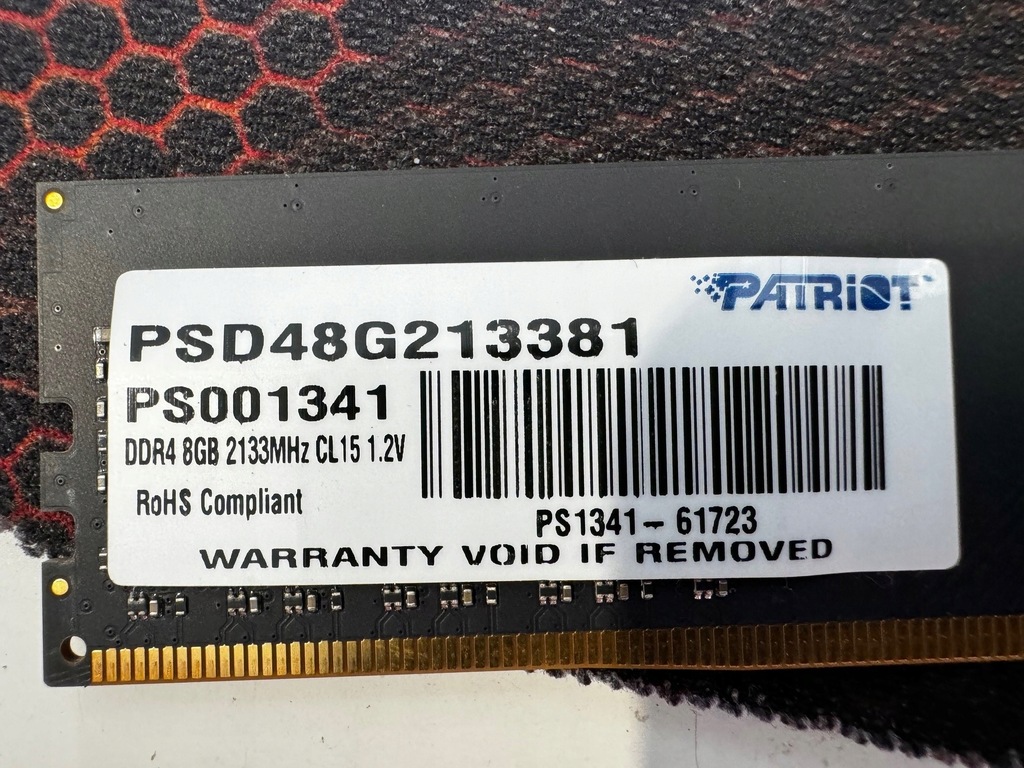 PATRiOT
PSD48G213381
PS001341
DDR4 8GB 2133MHz CL15 1.2V
RoHS Compliant
PS1341- 61723
WARRANTY VOID IF REMOVED